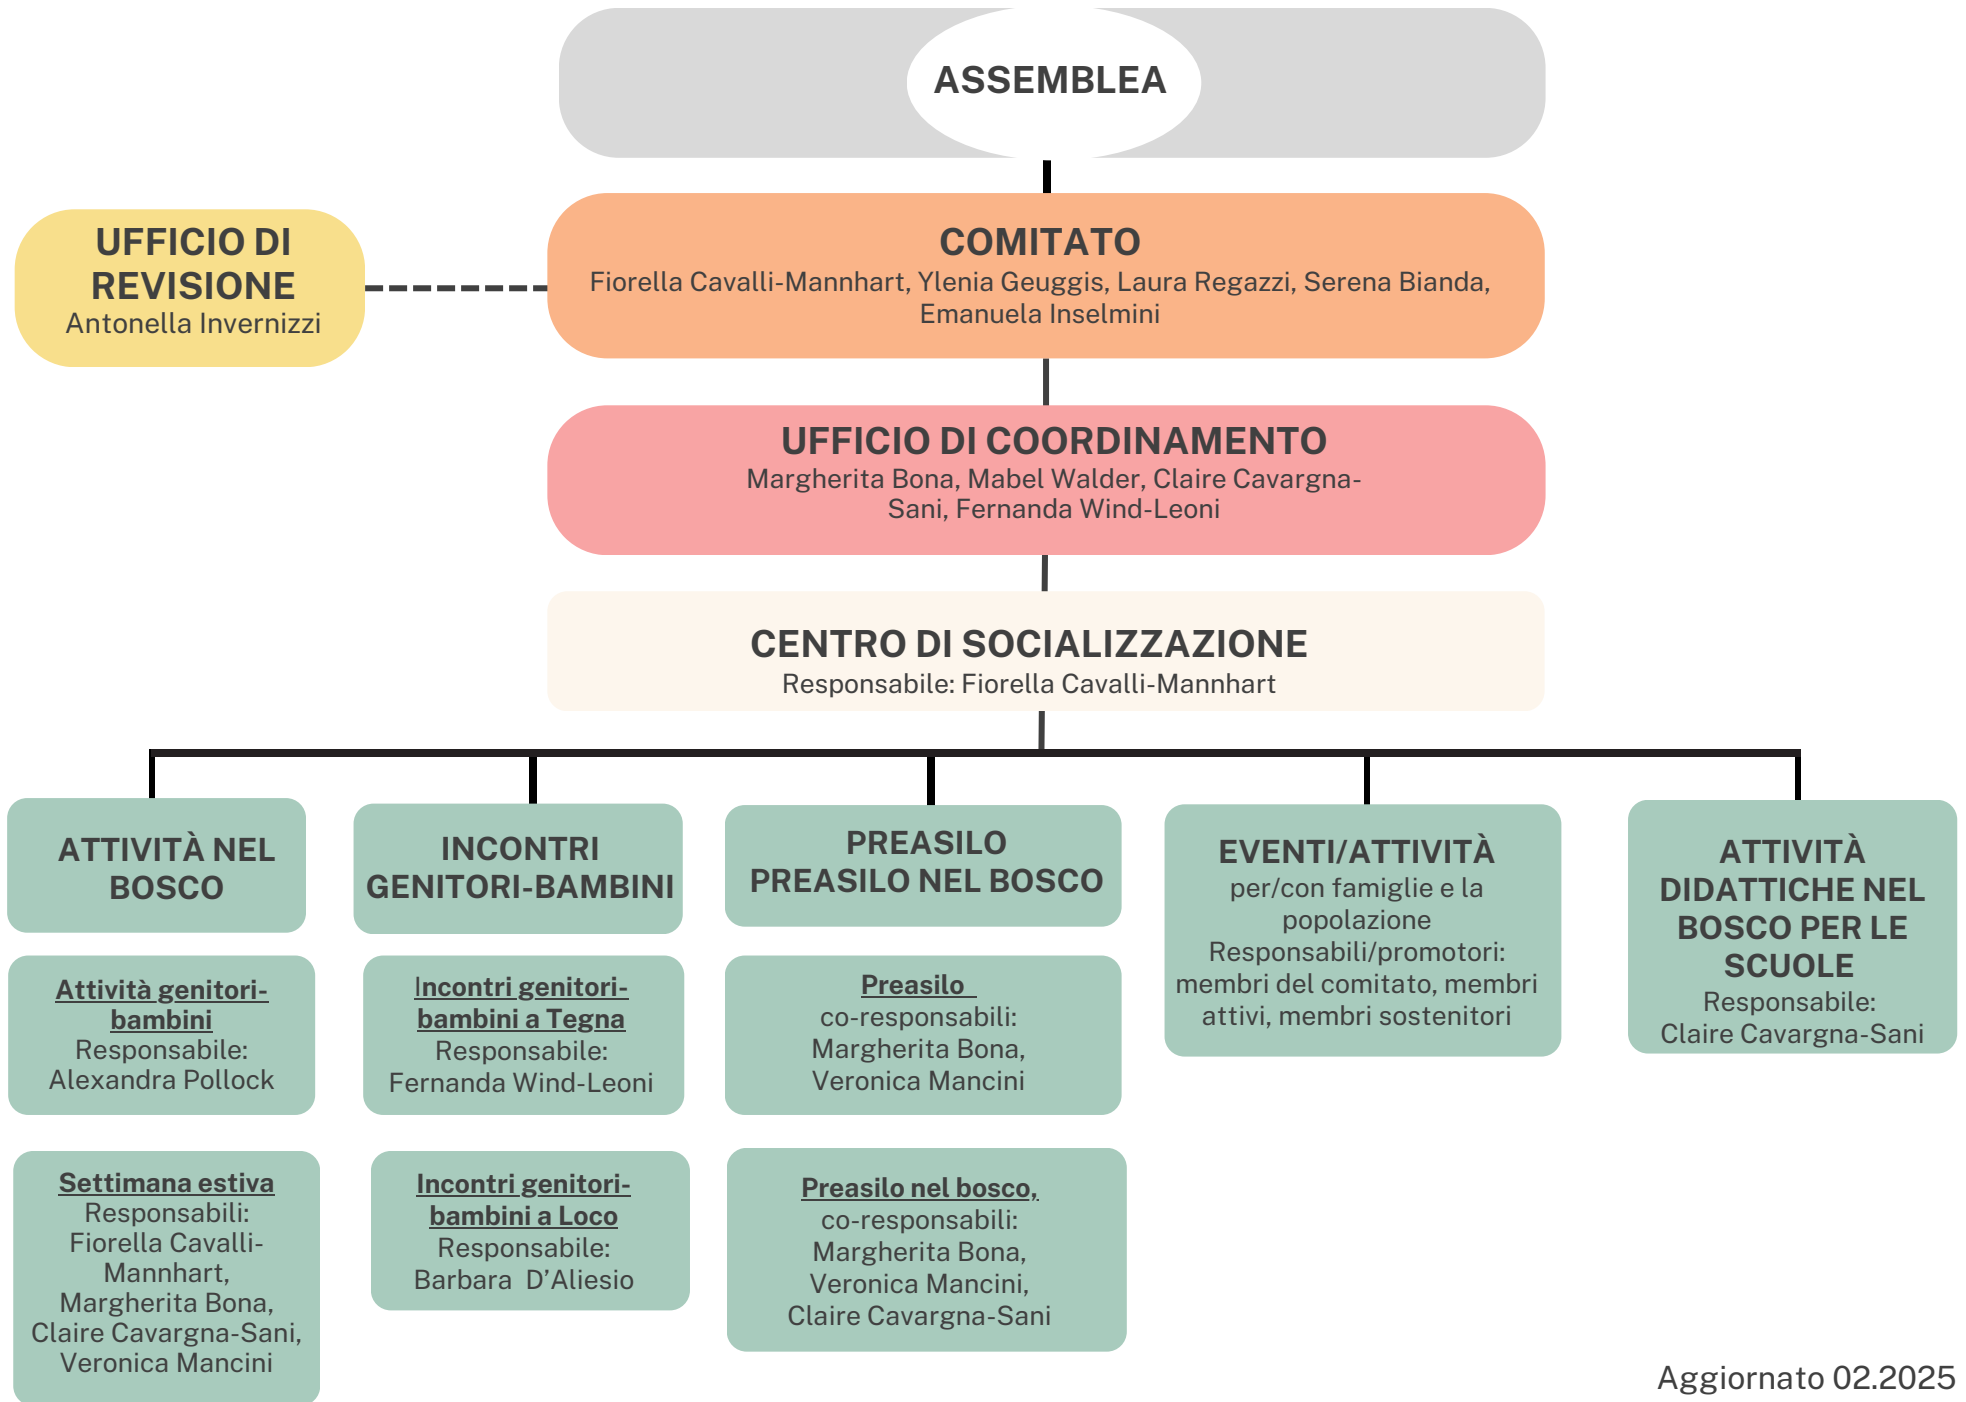 ASSEMBLEA
UFFICIO DI
REVISIONE
Antonella Invernizzi
COMITATO
Fiorella Cavalli-Mannhart, Ylenia Geuggis, Laura Regazzi, Serena Bianda,
Emanuela Inselmini
UFFICIO DI COORDINAMENTO
Margherita Bona, Mabel Walder, Claire Cavargna-
Sani, Fernanda Wind-Leoni
CENTRO DI SOCIALIZZAZIONE
Responsabile: Fiorella Cavalli-Mannhart
ATTIVITÀ NEL
BOSCO
Attività genitori-
bambini
Responsabile:
Alexandra Pollock
Settimana estiva
Responsabili:
Fiorella Cavalli-
Mannhart,
Margherita Bona,
Claire Cavargna-Sani,
Veronica Mancini
INCONTRI
GENITORI-BAMBINI
Incontri genitori-
bambini a Tegna
Responsabile:
Fernanda Wind-Leoni
Incontri genitori-
bambini a Loco
Responsabile:
Barbara D’Aliesio
PREASILO
PREASILO NEL BOSCO
Preasilo
co-responsabili:
Margherita Bona,
Veronica Mancini
Preasilo nel bosco,
co-responsabili:
Margherita Bona,
Veronica Mancini,
Claire Cavargna-Sani
EVENTI/ATTIVITÀ
per/con famiglie e la
popolazione
Responsabili/promotori:
membri del comitato, membri
attivi, membri sostenitori
ATTIVITÀ
DIDATTICHE NEL
BOSCO PER LE
SCUOLE
Responsabile:
Claire Cavargna-Sani
Aggiornato 02.2025